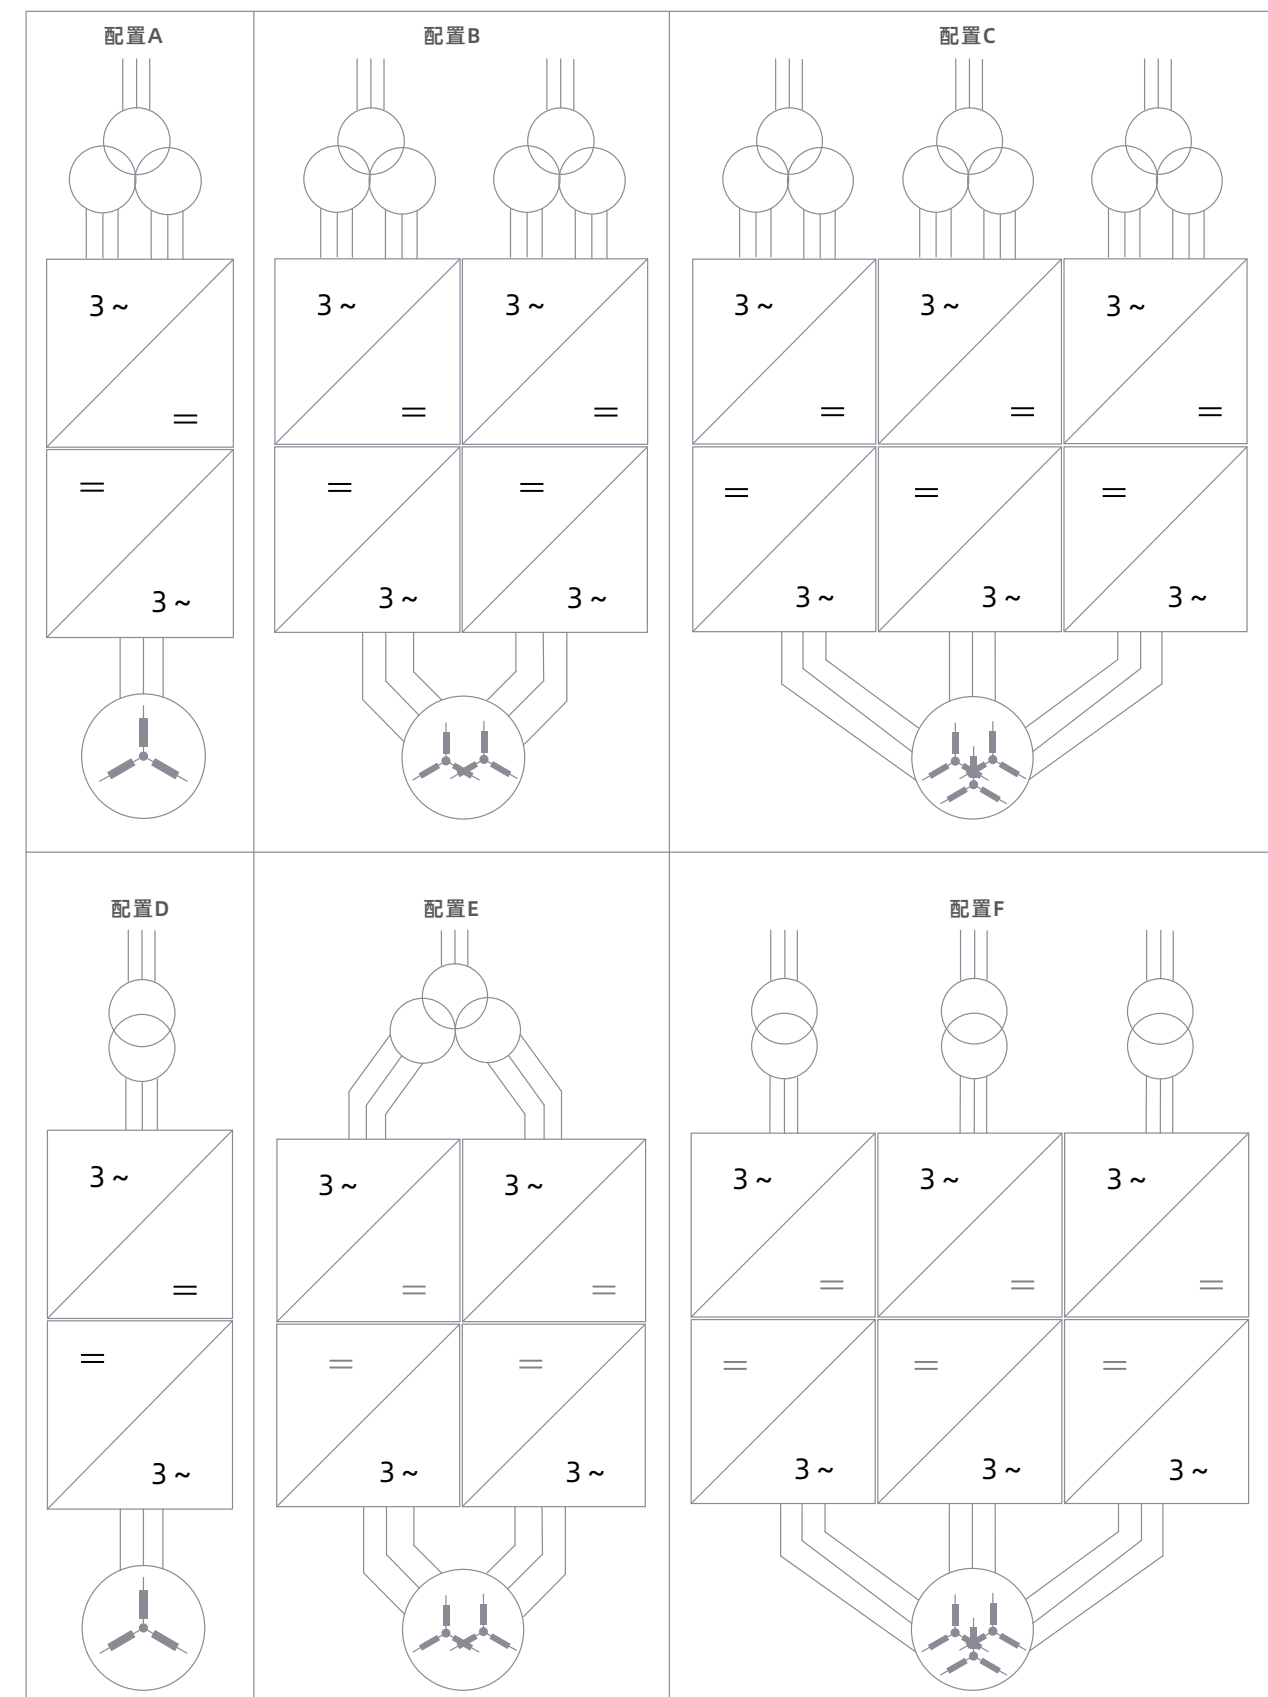 配置A 配置B 配置C
3～ 3～ 3～ 3～ 3～ 3～
= = = = = =
= = = = = =
3～ 3～ 3～ 3～ 3～ 3～
配置D 配置E 配置F
3～ 3～ 3～ 3～ 3～ 3～
= = = = = =
= = = = = =
3～ 3～ 3～ 3～ 3～ 3～